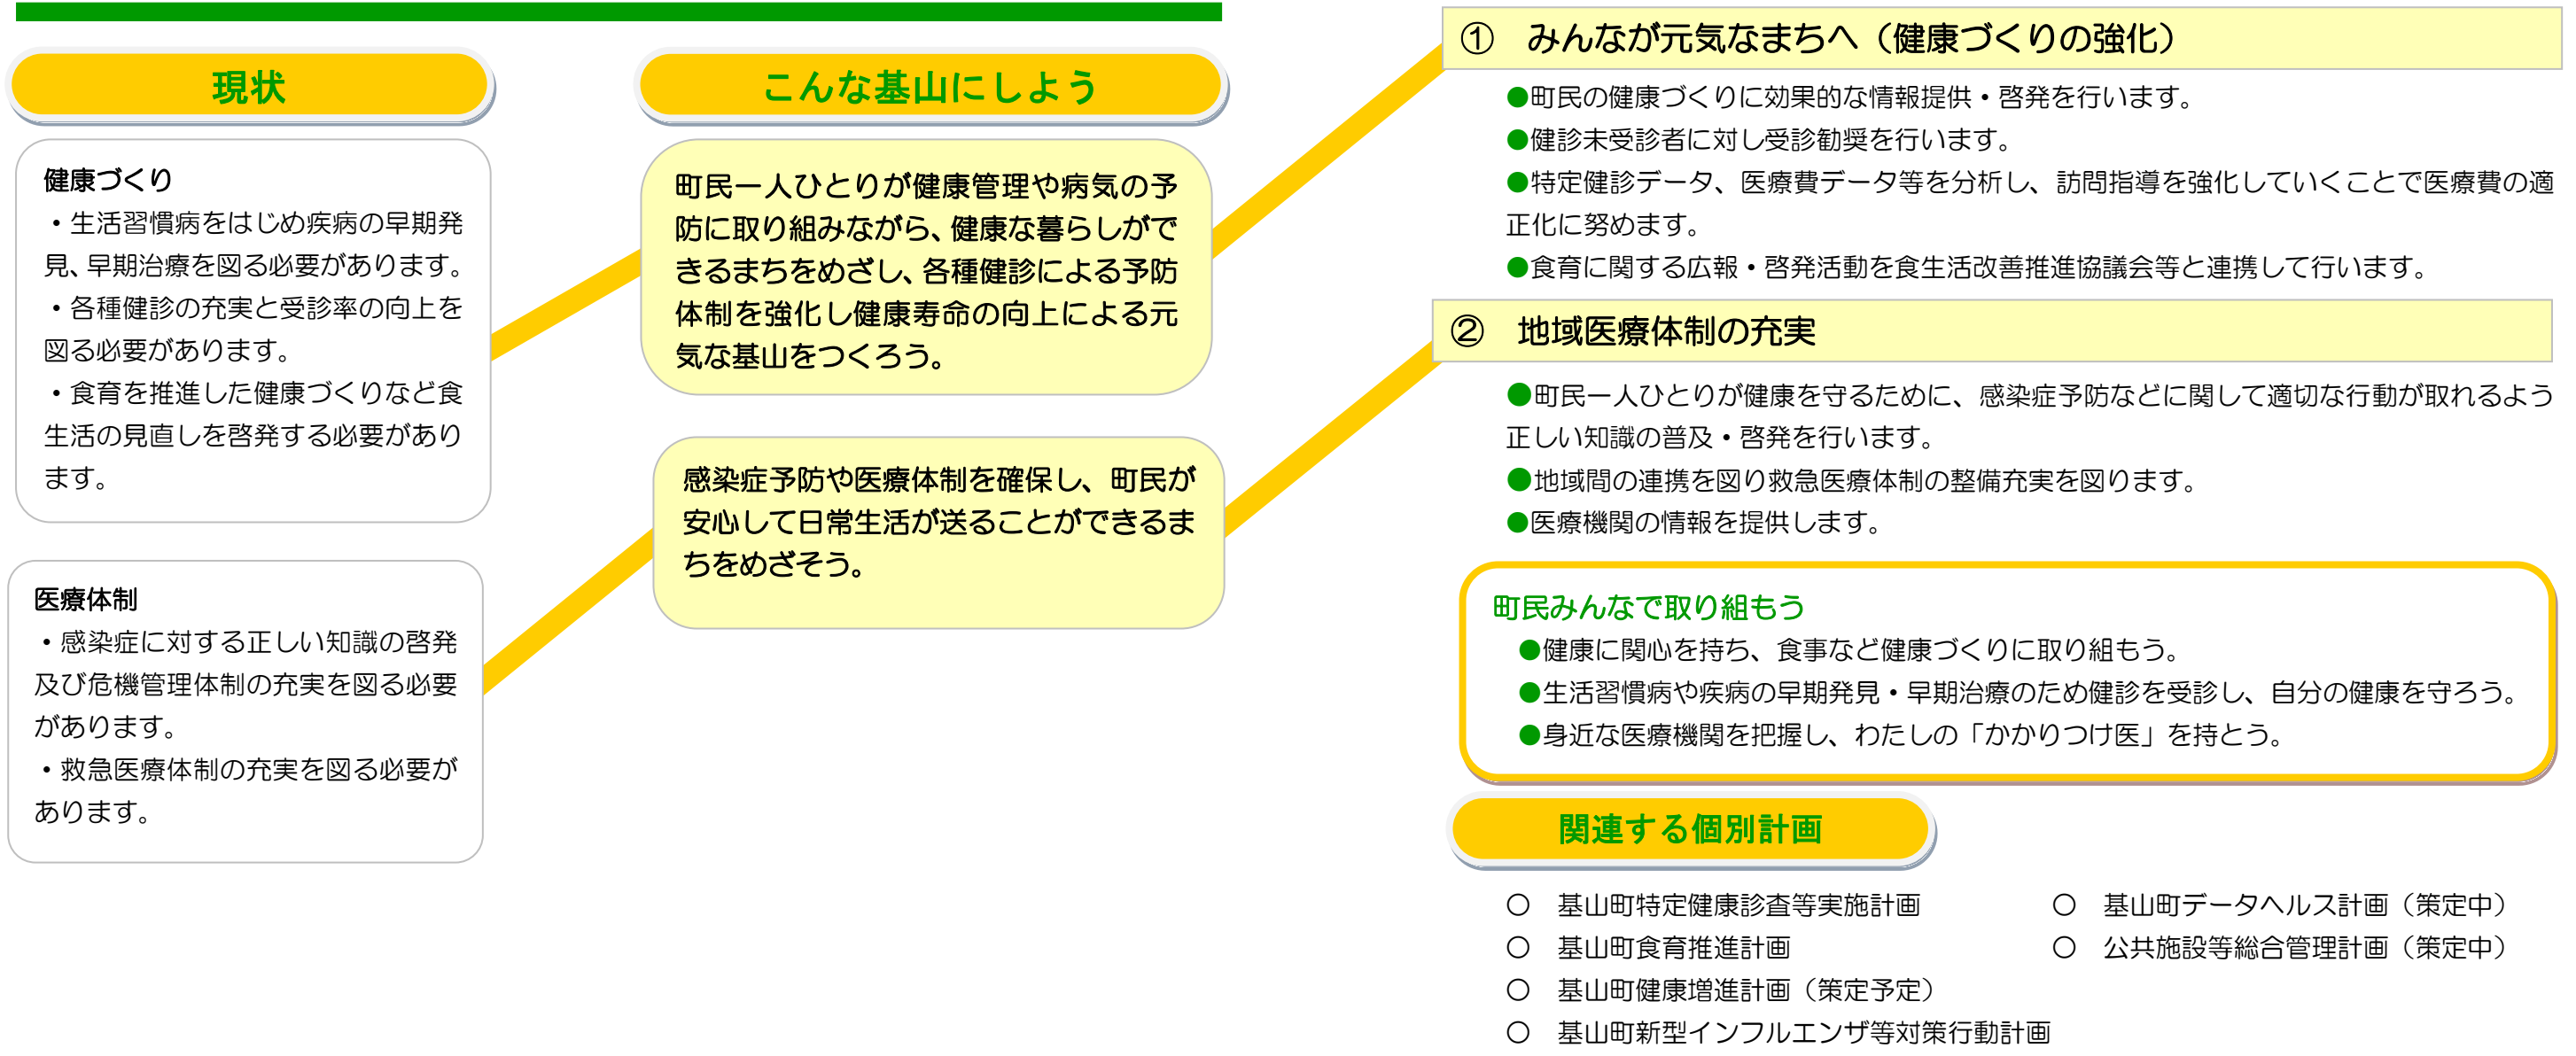 現状
健康づくり
・生活習慣病をはじめ疾病の早期発
見、早期治療を図る必要があります。
・各種健診の充実と受診率の向上を
図る必要があります。
・食育を推進した健康づくりなど食
生活の見直しを啓発する必要があり
ます。
医療体制
・感染症に対する正しい知識の啓発
及び危機管理体制の充実を図る必要
があります。
・救急医療体制の充実を図る必要が
あります。
こんな基山にしよう
町民一人ひとりが健康管理や病気の予
防に取り組みながら、健康な暮らしがで
きるまちをめざし、各種健診による予防
体制を強化し健康寿命の向上による元
気な基山をつくろう。
感染症予防や医療体制を確保し、町民が
安心して日常生活が送ることができるま
ちをめざそう。
① みんなが元気なまちへ（健康づくりの強化）
●町民の健康づくりに効果的な情報提供・啓発を行います。
●健診未受診者に対し受診勧奨を行います。
●特定健診データ、医療費データ等を分析し、訪問指導を強化していくことで医療費の適
正化に努めます。
●食育に関する広報・啓発活動を食生活改善推進協議会等と連携して行います。
② 地域医療体制の充実
●町民一人ひとりが健康を守るために、感染症予防などに関して適切な行動が取れるよう
正しい知識の普及・啓発を行います。
●地域間の連携を図り救急医療体制の整備充実を図ります。
●医療機関の情報を提供します。
町民みんなで取り組もう
●健康に関心を持ち、食事など健康づくりに取り組もう。
●生活習慣病や疾病の早期発見・早期治療のため健診を受診し、自分の健康を守ろう。
●身近な医療機関を把握し、わたしの「かかりつけ医」を持とう。
関連する個別計画
○ 基山町特定健康診査等実施計画
○ 基山町食育推進計画
○ 基山町健康増進計画（策定予定）
○ 基山町新型インフルエンザ等対策行動計画
○ 基山町データヘルス計画（策定中）
○ 公共施設等総合管理計画（策定中）